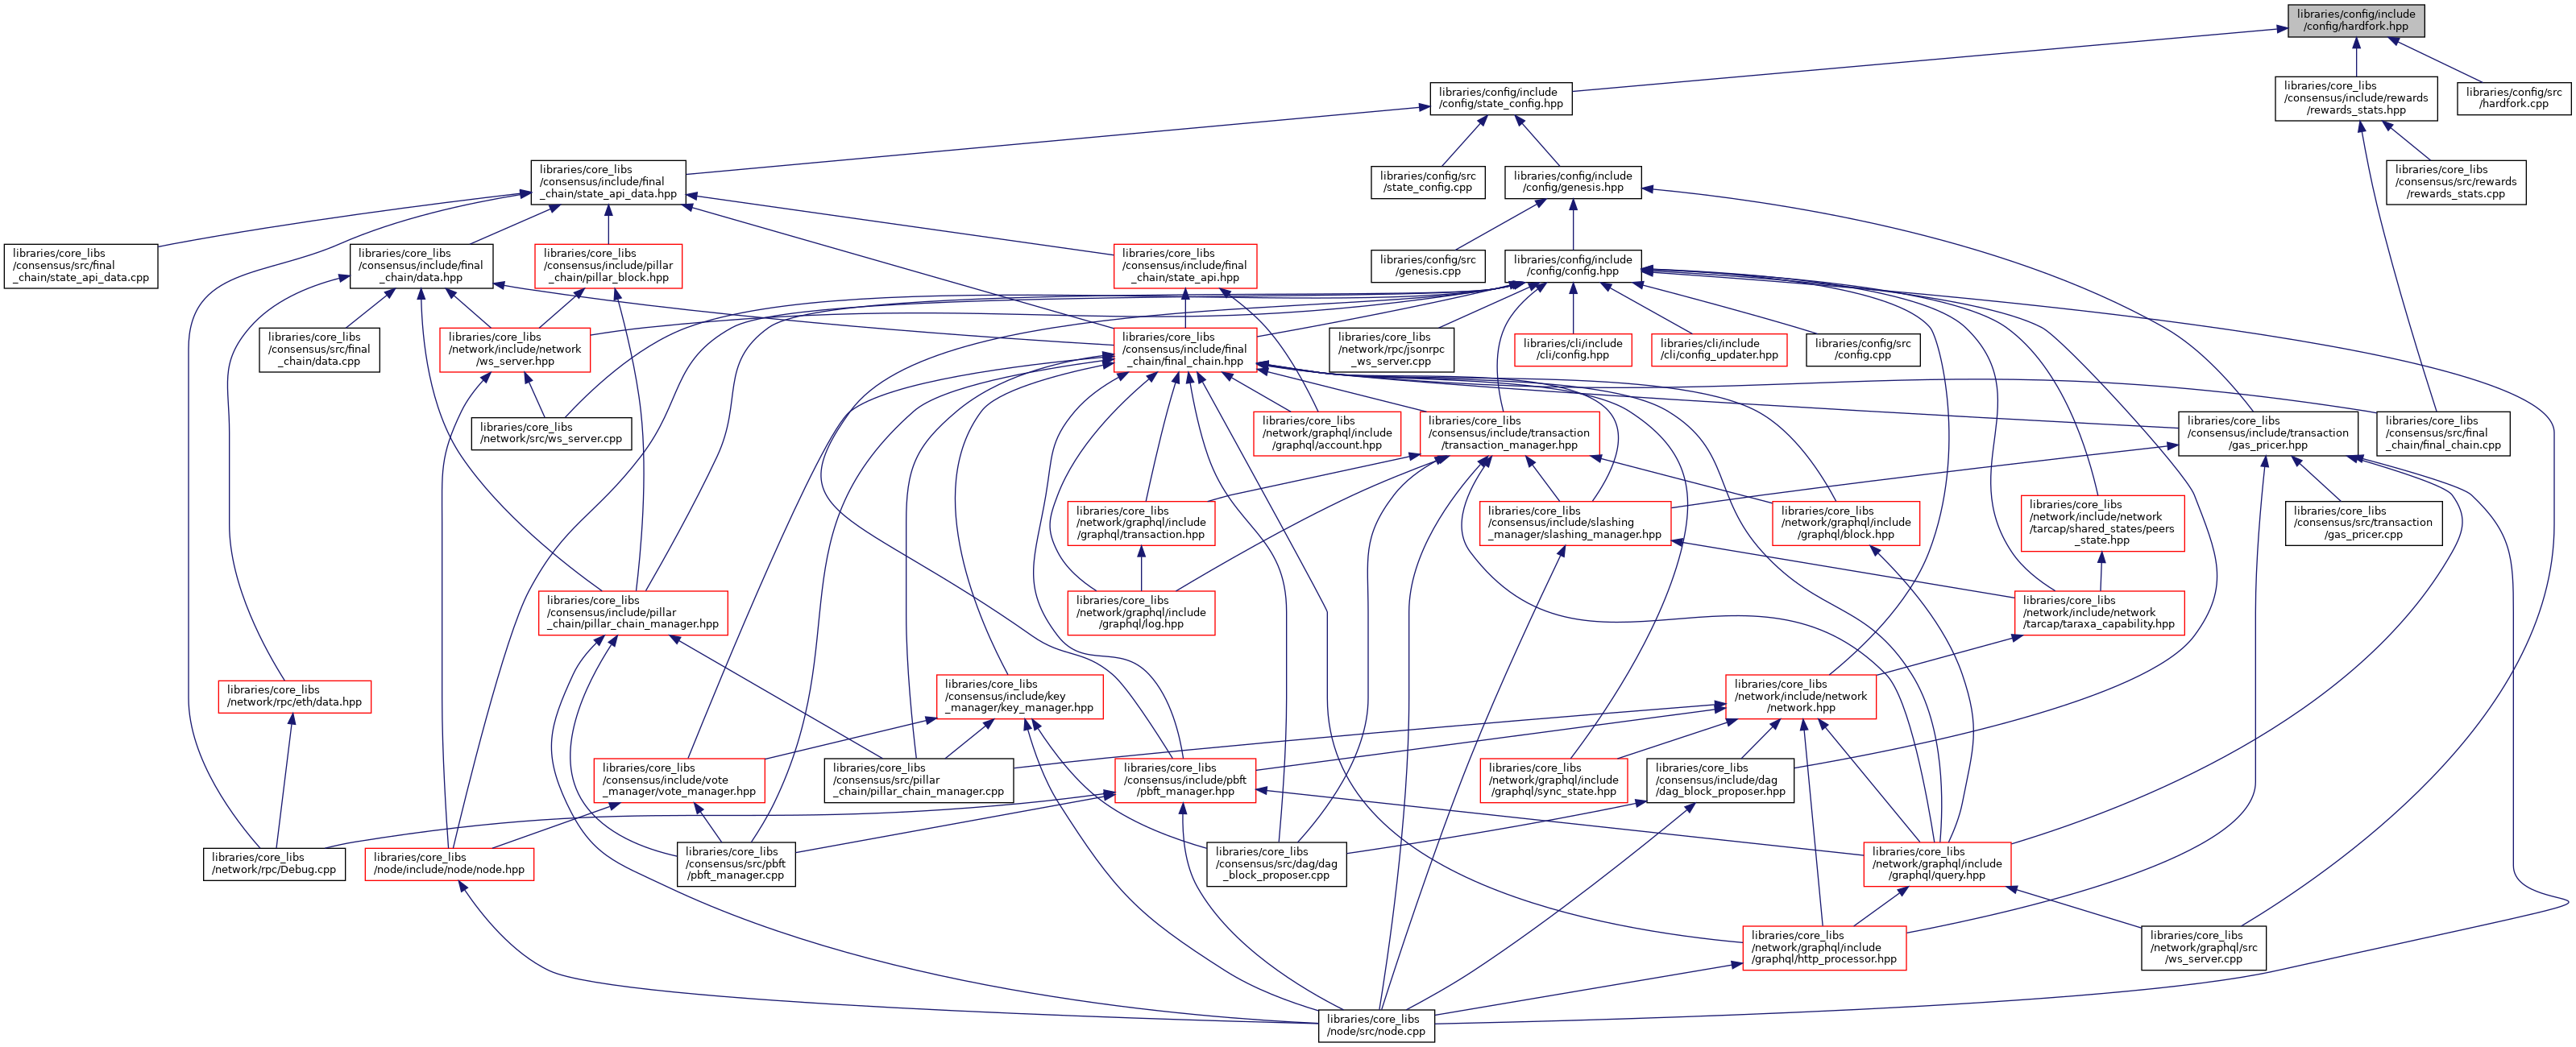 libraries/config/include
/config/hardfork.hpp
libraries/config/include
/config/state_config.hpp
libraries/core_libs
/consensus/include/rewards
/rewards_stats.hpp
libraries/config/src
/hardfork.cpp
libraries/core_libs
/consensus/include/final
_chain/state_api_data.hpp
libraries/config/src
/state_config.cpp
libraries/config/include
/config/genesis.hpp
libraries/core_libs
/consensus/src/rewards
/rewards_stats.cpp
libraries/core_libs
/consensus/src/final
_chain/state_api_data.cpp
libraries/core_libs
/consensus/include/final
_chain/data.hpp
libraries/core_libs
/consensus/include/pillar
_chain/pillar_block.hpp
libraries/core_libs
/consensus/include/final
_chain/state_api.hpp
libraries/config/src
/genesis.cpp
libraries/config/include
/config/config.hpp
libraries/core_libs
/consensus/src/final
_chain/data.cpp
libraries/core_libs
/network/include/network
/ws_server.hpp
libraries/core_libs
/consensus/include/final
_chain/final_chain.hpp
libraries/core_libs
/network/rpc/jsonrpc
_ws_server.cpp
libraries/cli/include
/cli/config.hpp
libraries/cli/include
/cli/config_updater.hpp
libraries/config/src
/config.cpp
libraries/core_libs
/network/src/ws_server.cpp
libraries/core_libs
/network/graphql/include
/graphql/account.hpp
libraries/core_libs
/consensus/include/transaction
/transaction_manager.hpp
libraries/core_libs
/consensus/include/transaction
/gas_pricer.hpp
libraries/core_libs
/consensus/src/final
_chain/final_chain.cpp
libraries/core_libs
/network/graphql/include
/graphql/transaction.hpp
libraries/core_libs
/consensus/include/slashing
_manager/slashing_manager.hpp
libraries/core_libs
/network/graphql/include
/graphql/block.hpp
libraries/core_libs
/network/include/network
/tarcap/shared_states/peers
_state.hpp
libraries/core_libs
/consensus/src/transaction
/gas_pricer.cpp
libraries/core_libs
/consensus/include/pillar
_chain/pillar_chain_manager.hpp
libraries/core_libs
/network/graphql/include
/graphql/log.hpp
libraries/core_libs
/network/include/network
/tarcap/taraxa_capability.hpp
libraries/core_libs
/network/rpc/eth/data.hpp
libraries/core_libs
/consensus/include/key
_manager/key_manager.hpp
libraries/core_libs
/network/include/network
/network.hpp
libraries/core_libs
/consensus/include/vote
_manager/vote_manager.hpp
libraries/core_libs
/consensus/src/pillar
_chain/pillar_chain_manager.cpp
libraries/core_libs
/consensus/include/pbft
/pbft_manager.hpp
libraries/core_libs
/network/graphql/include
/graphql/sync_state.hpp
libraries/core_libs
/consensus/include/dag
/dag_block_proposer.hpp
libraries/core_libs
/network/rpc/Debug.cpp
libraries/core_libs
/node/include/node/node.hpp
libraries/core_libs
/consensus/src/pbft
/pbft_manager.cpp
libraries/core_libs
/consensus/src/dag/dag
_block_proposer.cpp
libraries/core_libs
/network/graphql/include
/graphql/query.hpp
libraries/core_libs
/network/graphql/include
/graphql/http_processor.hpp
libraries/core_libs
/network/graphql/src
/ws_server.cpp
libraries/core_libs
/node/src/node.cpp